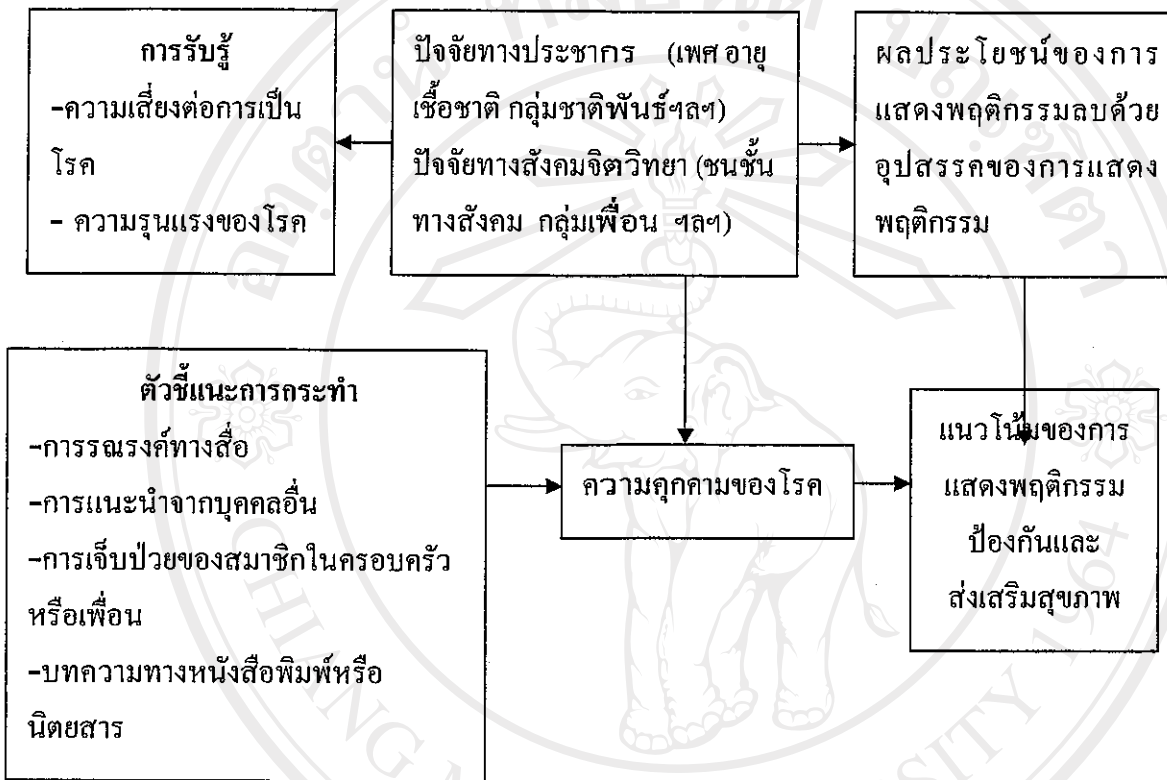 การรับรู้
-ความเสี่ยงต่อการเป็น
โรค
- ความรุนแรงของโรค
ปัจจัยทางประชากร (เพศ อายุ
เชื้อชาติ กลุ่มชาติพันธ์ฯลฯ)
ปัจจัยทางสังคมจิตวิทยา (ชนชั้น
ทางสังคม กลุ่มเพื่อน ฯลฯ)
ผลประโยชน์ของการ
แสดงพฤติกรรมลบด้วย
อุปสรรคของการแสดง
พฤติกรรม
ตัวชี้แนะการกระทำ
-การรณรงค์ทางสื่อ
-การแนะนำจากบุคคลอื่น
-การเจ็บป่วยของสมาชิกในครอบครัว
หรือเพื่อน
-บทความทางหนังสือพิมพ์หรือ
นิตยสาร
ความคุกคามของโรค
แนวโน้มของการ
แสดงพฤติกรรม
ป้องกันและ
ส่งเสริมสุขภาพ